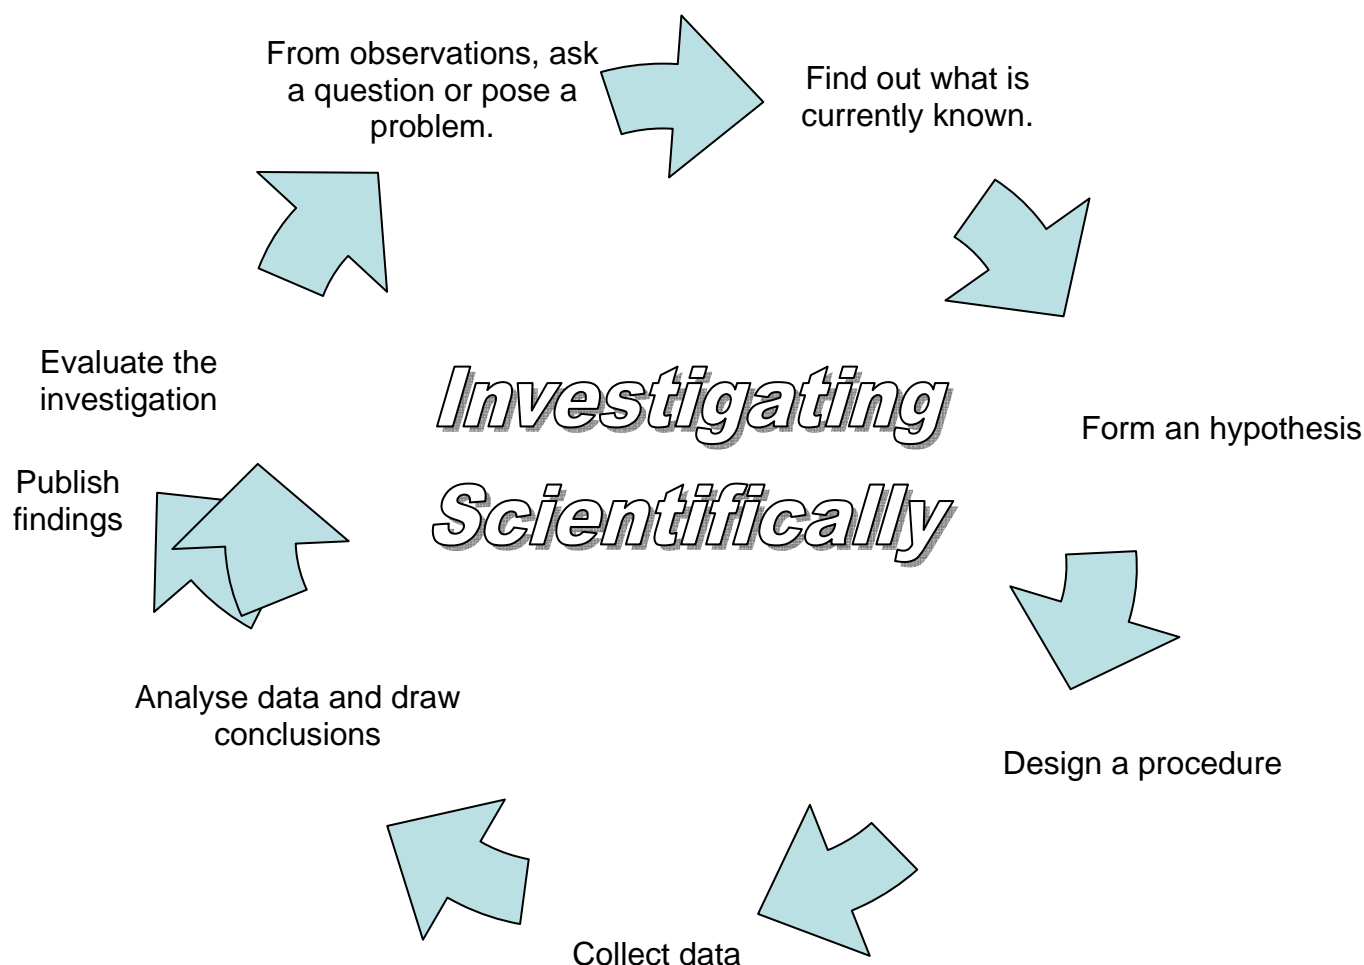 From observations, ask
a question or pose a
problem.
Find out what is
currently known.
Form an hypothesis
Design a procedure
Collect data
Analyse data and draw
conclusions
Publish
findings
Evaluate the
investigation
Investigating
Scientifically